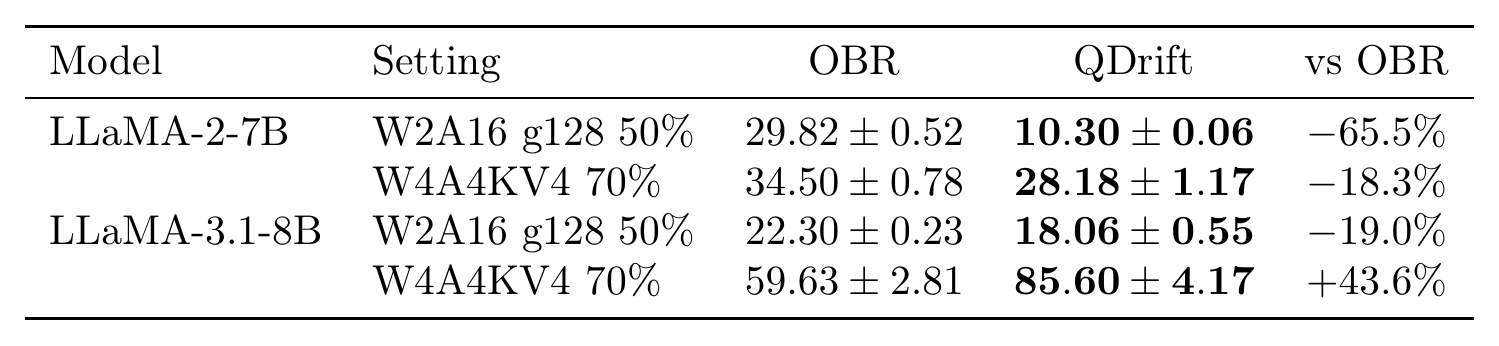 Model Setting OBR QDrift vs OBR
LLaMA-2-7B W2A16 g128 50% 29.82 ± 0.52 10.30 ± 0.06 −65.5%
W4A4KV4 70% 34.50 ± 0.78 28.18 ± 1.17 −18.3%
LLaMA-3.1-8B W2A16 g128 50% 22.30 ± 0.23 18.06 ± 0.55 −19.0%
W4A4KV4 70% 59.63 ± 2.81 85.60 ± 4.17 +43.6%